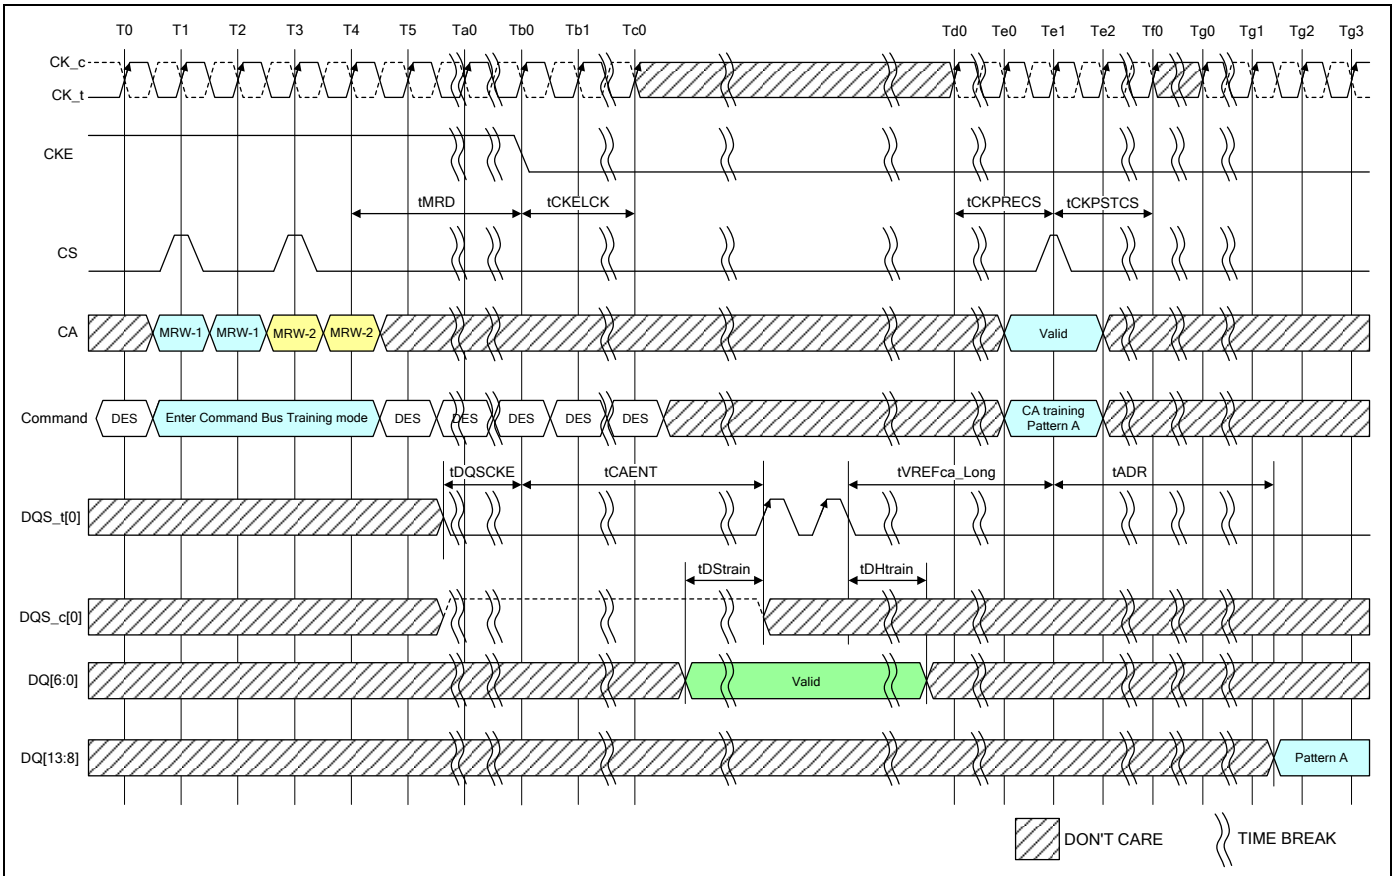 T0 T1 T2 T3 T4 T5 Ta0 Tb0 Tb1 Tc0 Td0 Te0 Te1 Te2 Tf0 Tg0 Tg1 Tg2 Tg3
CK_c
CK_t
CKE
tMRD tCKELCK tCKPRECS tCKPSTCS
CS
CA MRW-1 MRW-1 MRW-2 MRW-2 Valid
Command DES Enter Command Bus Training mode DES DES DES DES DES CA training
Pattern A
tDQSCKE tCAENT tVREFca_Long tADR
DQS_t[0]
tDStrain tDHtrain
DQS_c[0]
DQ[6:0] Valid
DQ[13:8] Pattern A
DON'T CARE TIME BREAK